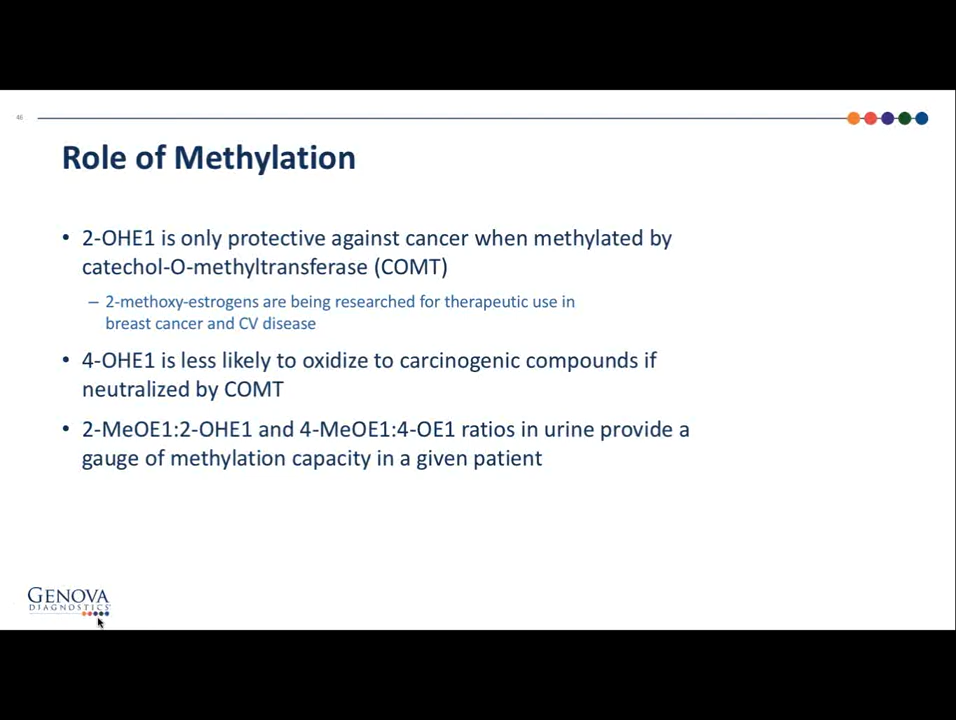 46
Role of Methylation
• 2-OHE1 is only protective against cancer when methylated by
catechol-O-methyltransferase (COMT)
– 2-methoxy-estrogens are being researched for therapeutic use in
breast cancer and CV disease
• 4-OHE1 is less likely to oxidize to carcinogenic compounds if
neutralized by COMT
• 2-MeOE1:2-OHE1 and 4-MeOE1:4-OE1 ratios in urine provide a
gauge of methylation capacity in a given patient
GENOVA
DIAGNOSTICS